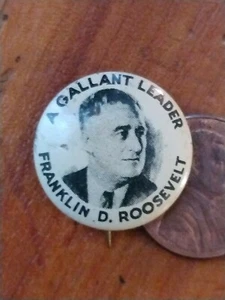 A GALLANT LEADER
FRANKLIN D. ROOSEVELT